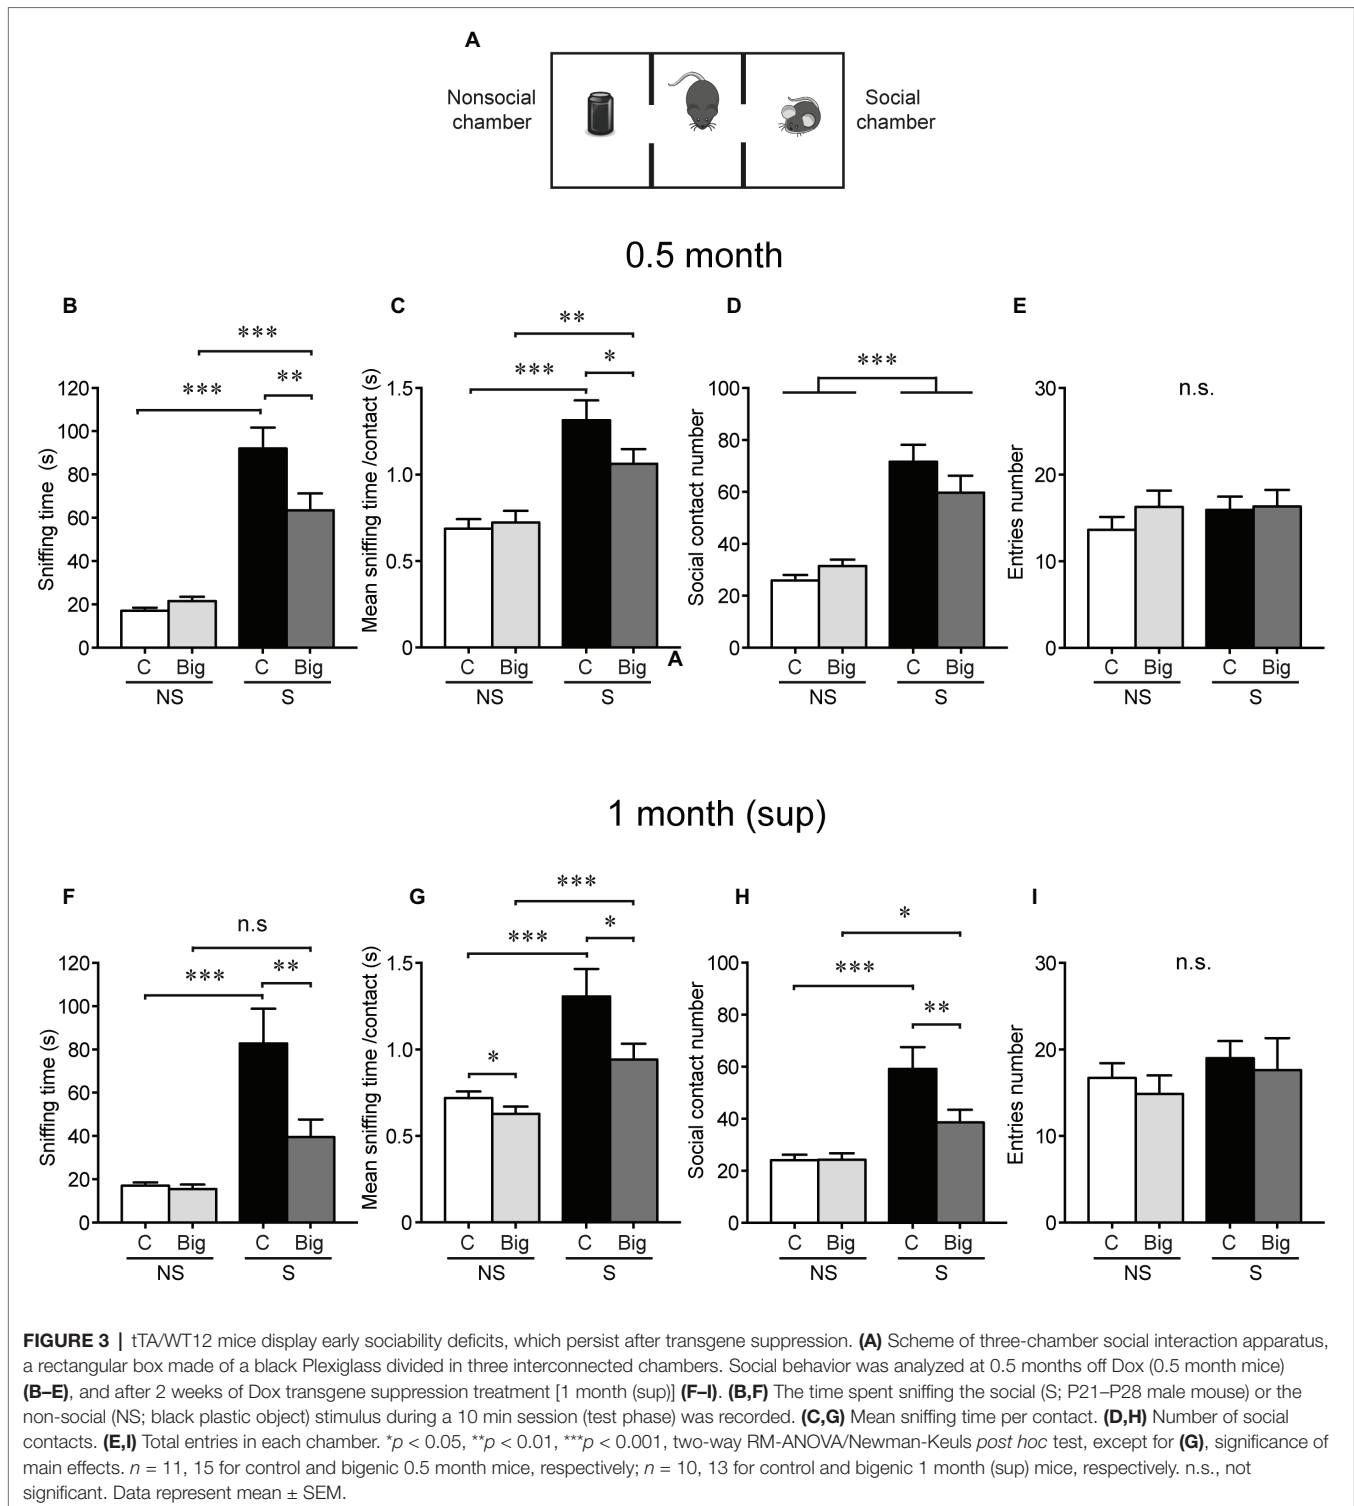 A
Nonsocial
chamber
Social
chamber
0.5 month
B
***
***
**
Sniffing time (s)
120
100
80
60
40
20
0
C Big C Big
NS S
C
**
***
*
Mean sniffing time /contact (s)
1.5
1.0
0.5
0
C Big C Big
NS S
A
D
***
Social contact number
100
80
60
40
20
0
C Big C Big
NS S
E
n.s.
Entries number
30
20
10
0
C Big C Big
NS S
1 month (sup)
F
n.s
***
**
Sniffing time (s)
120
100
80
60
40
20
0
C Big C Big
NS S
G
***
***
*
*
Mean sniffing time /contact (s)
1.5
1.0
0.5
0
C Big C Big
NS S
H
*
***
**
Social contact number
100
80
60
40
20
0
C Big C Big
NS S
I
n.s.
Entries number
30
20
10
0
C Big C Big
NS S
FIGURE 3 | tTA/WT12 mice display early sociability deficits, which persist after transgene suppression. (A) Scheme of three-chamber social interaction apparatus,
a rectangular box made of a black Plexiglass divided in three interconnected chambers. Social behavior was analyzed at 0.5 months off Dox (0.5 month mice)
(B–E), and after 2 weeks of Dox transgene suppression treatment [1 month (sup)] (F–I). (B,F) The time spent sniffing the social (S; P21–P28 male mouse) or the
non-social (NS; black plastic object) stimulus during a 10 min session (test phase) was recorded. (C,G) Mean sniffing time per contact. (D,H) Number of social
contacts. (E,I) Total entries in each chamber. *p < 0.05, **p < 0.01, ***p < 0.001, two-way RM-ANOVA/Newman-Keuls post hoc test, except for (G), significance of
main effects. n = 11, 15 for control and bigenic 0.5 month mice, respectively; n = 10, 13 for control and bigenic 1 month (sup) mice, respectively. n.s., not
significant. Data represent mean ± SEM.